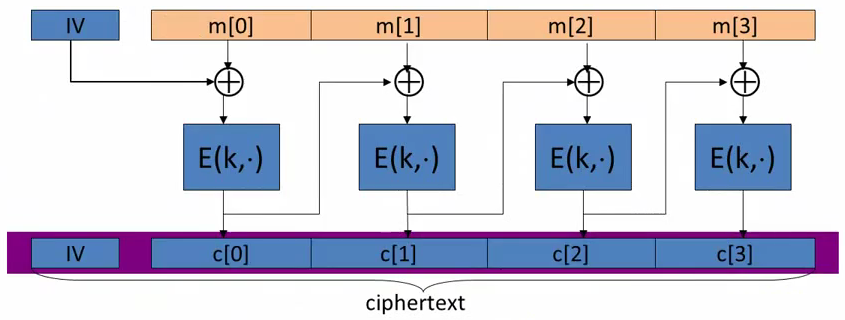 IV m[0] m[1] m[2] m[3]
E(k,·) E(k,·) E(k,·) E(k,·)
IV c[0] c[1] c[2] c[3]
ciphertext